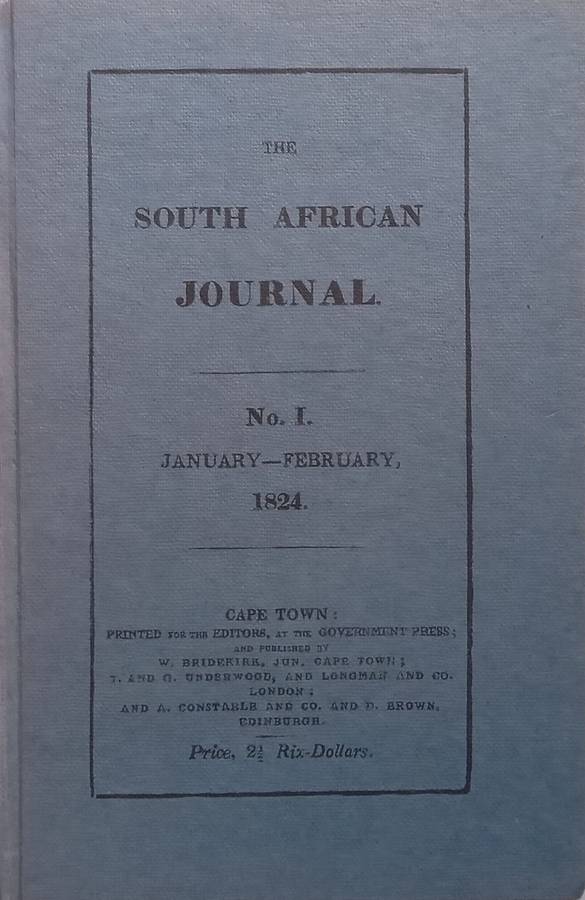 THE
SOUTH AFRICAN
JOURNAL.
No. I.
JANUARY—FEBRUARY,
1824.
CAPE TOWN:
PRINTED FOR THE EDITORS, AT THE GOVERNMENT PRESS;
AND PUBLISHED BY
W. BRIDEKIRK, JUN. CAPE TOWN;
T. AND G. UNDERWOOD, AND LONGMAN AND CO.
LONDON;
AND A. CONSTABLE AND CO. AND D. BROWN,
EDINBURGH.
Price, 2½ Rix-Dollars.